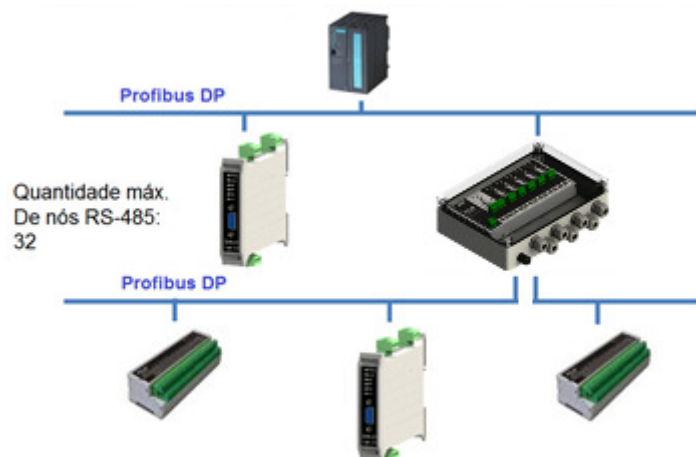 Profibus DP
Quantidade máx.
De nós RS-485:
32
Profibus DP